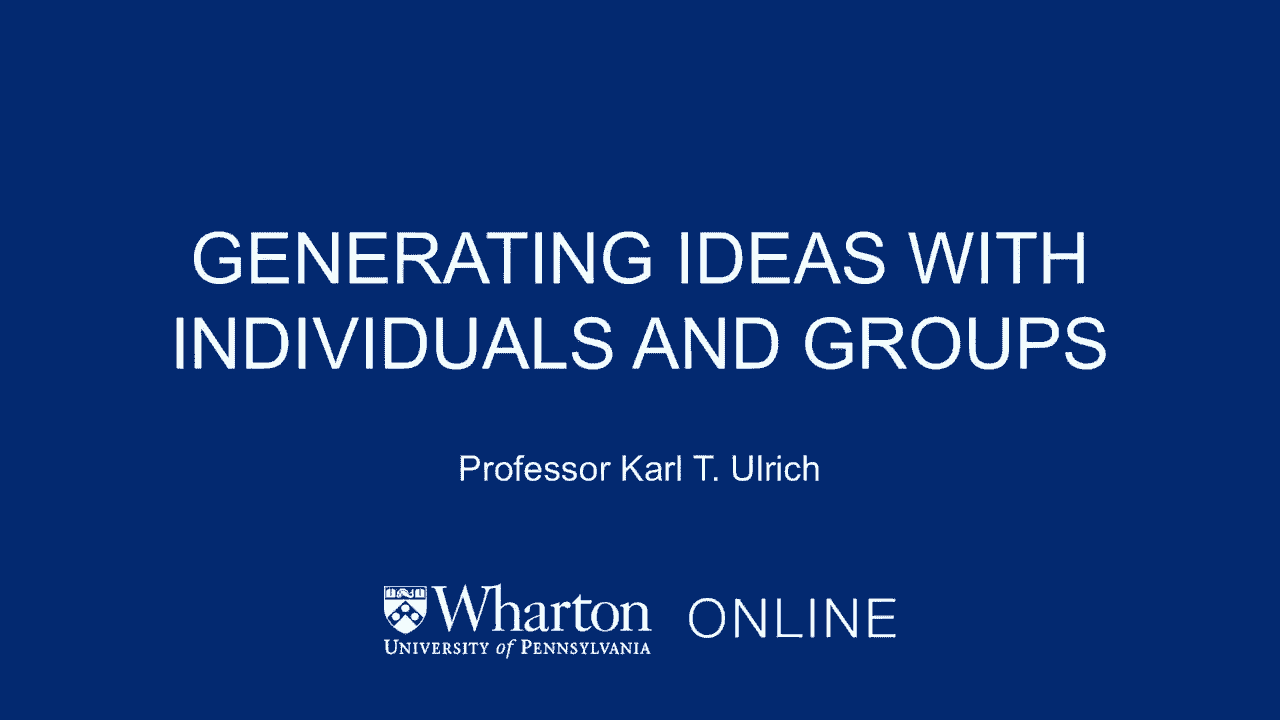 GENERATING IDEAS WITH
INDIVIDUALS AND GROUPS
Professor Karl T. Ulrich
Wharton ONLINE
UNIVERSITY of PENNSYLVANIA